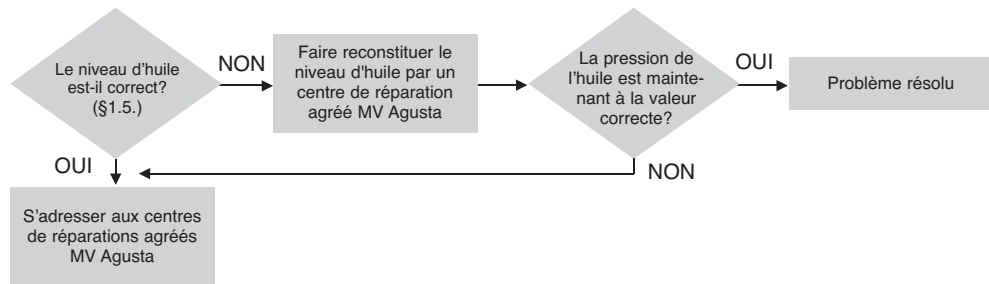 Le niveau d'huile
est-il correct?
(§1.5.)
NON
Faire reconstituer le
niveau d'huile par un
centre de réparation
agréé MV Agusta
La pression de
l'huile est mainte-
nant à la valeur
correcte?
OUI
Problème résolu
OUI
NON
S'adresser aux centres
de réparations agréés
MV Agusta